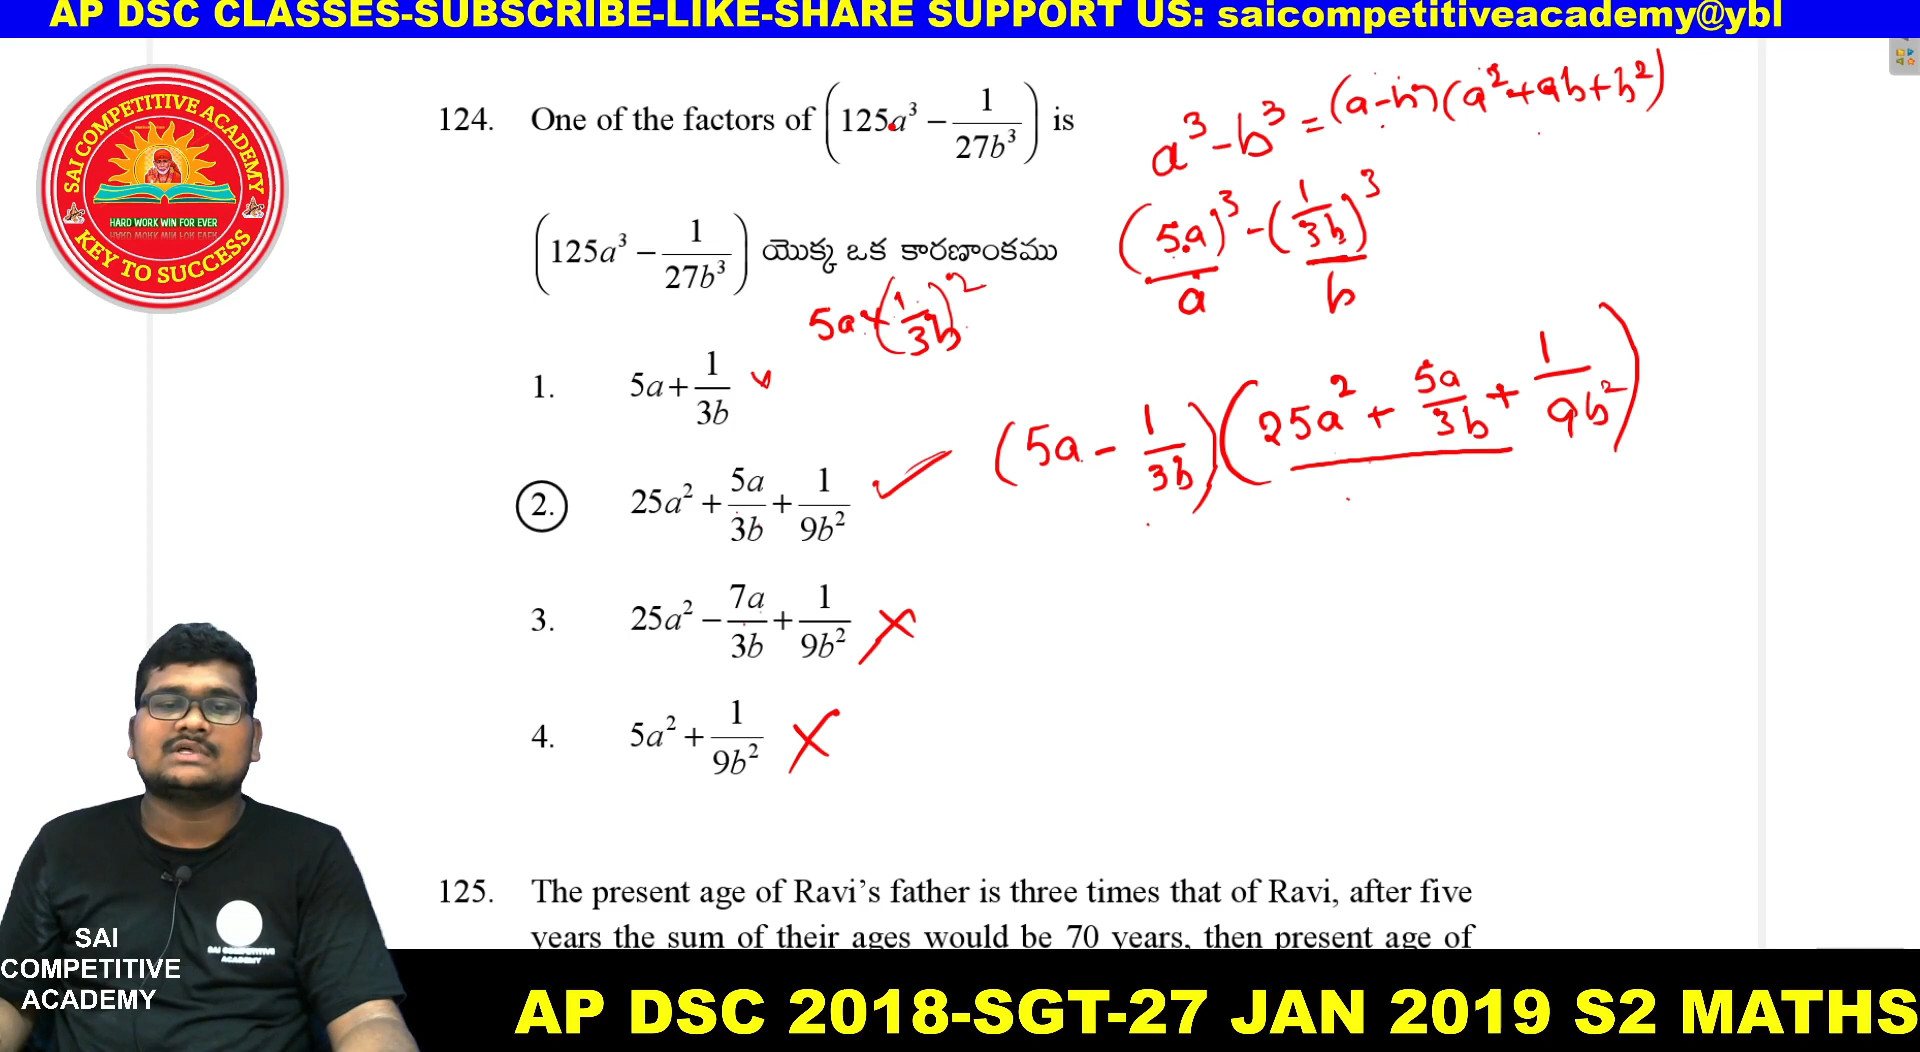 AP DSC CLASSES-SUBSCRIBE-LIKE-SHARE SUPPORT US: saicompetitiveacademy@ybl
SAI COMPETITIVE ACADEMY
HARD WORK WIN FOR EVER
KEY TO SUCCESS
124. One of the factors of (125a³ − 1/27b³) is
(125a³ − 1/27b³) యొక్క ఒక కారణాంకము
1. 5a + 1/3b
2. 25a² + 5a/3b + 1/9b²
3. 25a² − 7a/3b + 1/9b²
4. 5a² + 1/9b²
a³ - b³ = (a-b)(a² + ab + b²)
(5a)³ - (1/3b)³
a b
(1/3b)²
(5a - 1/3b)(25a² + 5a/3b + 1/9b²)
125. The present age of Ravi's father is three times that of Ravi, after five
years the sum of their ages would be 70 years, then present age of
SAI COMPETITIVE
ACADEMY
SAI
COMPETITIVE
ACADEMY
AP DSC 2018-SGT-27 JAN 2019 S2 MATHS